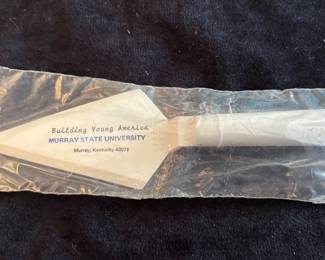 Building Young America
MURRAY STATE UNIVERSITY
Murray, Kentucky 42071